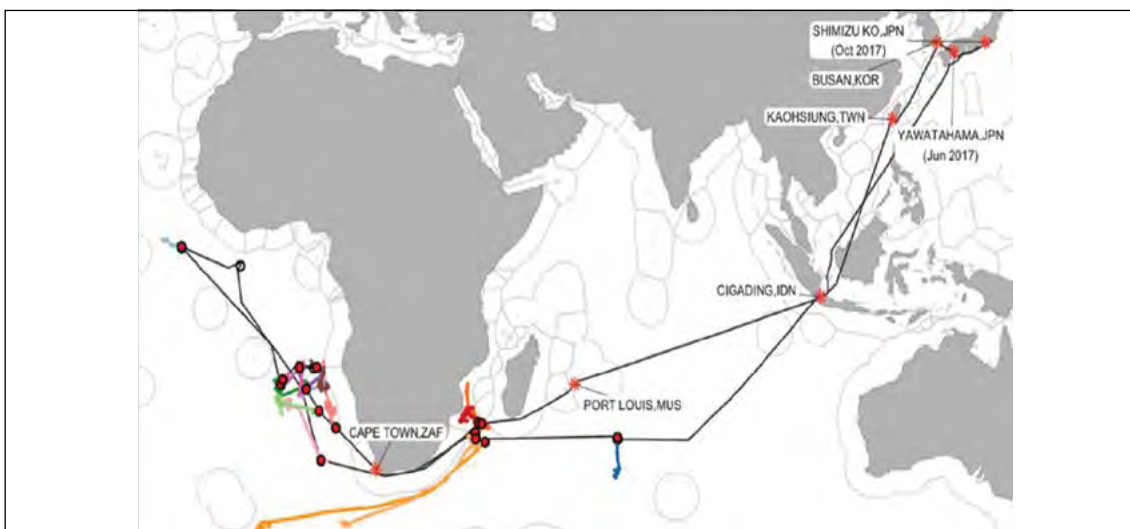 SHIMIZU KO,JPN
(Oct 2017)
BUSAN,KOR
KAOHSIUNG,TWN
YAWATAHAMA,JPN
(Jun 2017)
CIGADING,IDN
PORT LOUIS,MUS
CAPE TOWN,ZAF